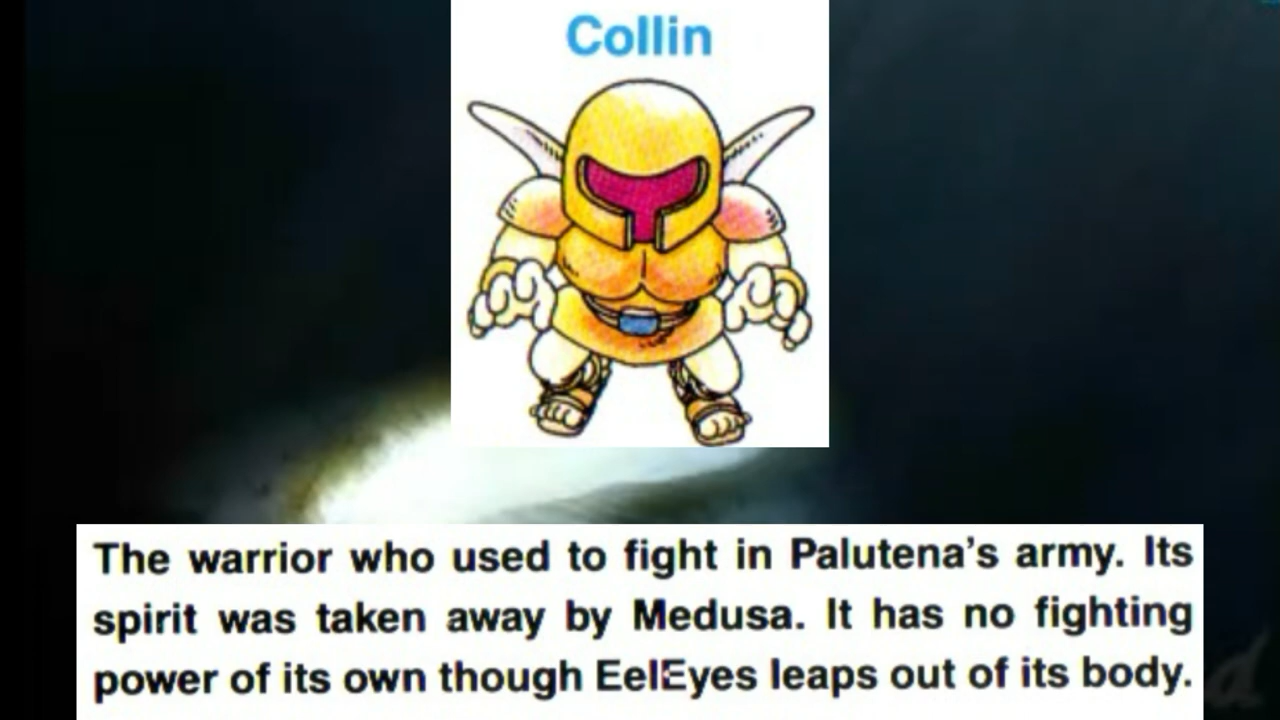 Collin
The warrior who used to fight in Palutena's army. Its
spirit was taken away by Medusa. It has no fighting
power of its own though EelEyes leaps out of its body.